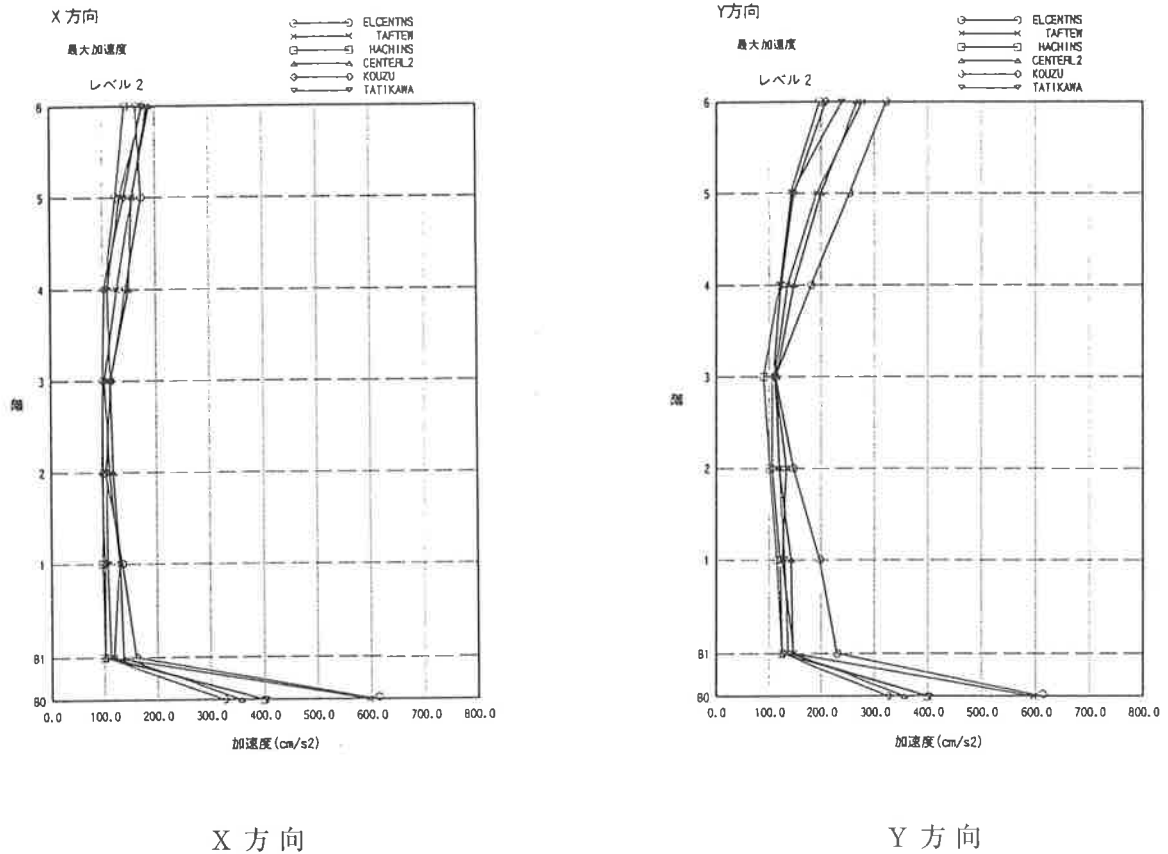 X 方向
最大加速度
レベル 2
ELCENTNS
TAFTEW
HACHINS
CENTERL2
KOUZU
TATIKAWA
6
5
4
3
階
2
1
B1
B0
0.0 100.0 200.0 300.0 400.0 500.0 600.0 700.0 800.0
加速度(cm/s2)
X 方 向
Y方向
最大加速度
レベル 2
ELCENTNS
TAFTEW
HACHINS
CENTERL2
KOUZU
TATIKAWA
6
5
4
3
階
2
1
B1
B0
0.0 100.0 200.0 300.0 400.0 500.0 600.0 700.0 800.0
加速度(cm/s2)
Y 方 向